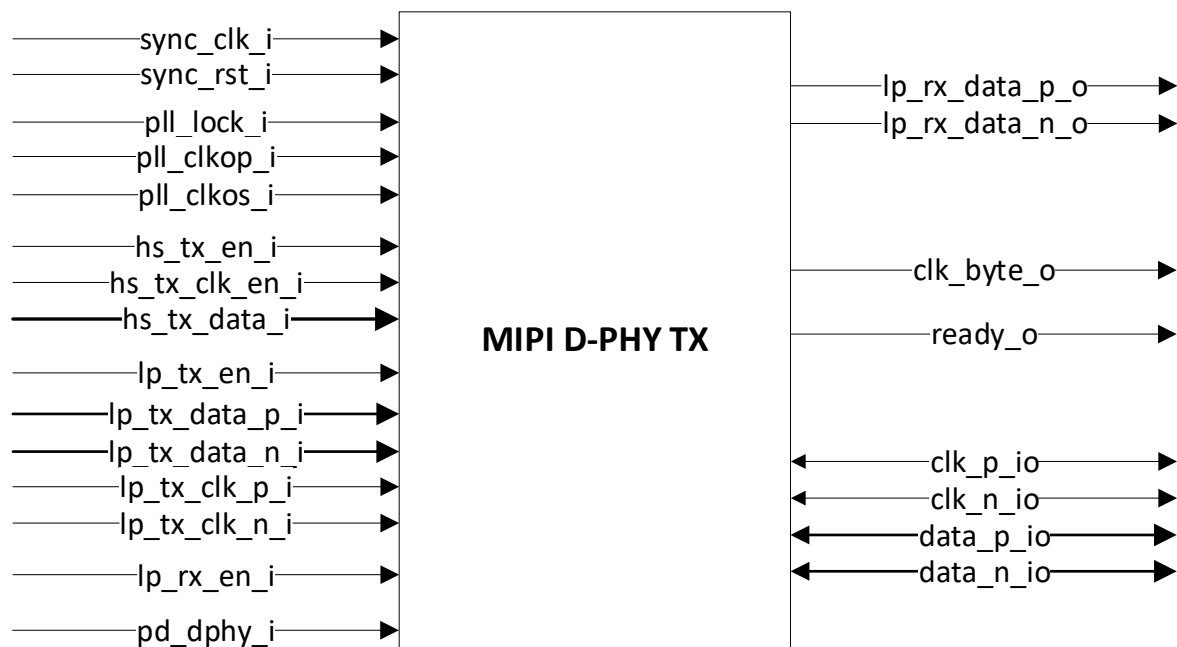 sync_clk_i
sync_rst_i
pll_lock_i
pll_clkop_i
pll_clkos_i
hs_tx_en_i
hs_tx_clk_en_i
hs_tx_data_i
lp_tx_en_i
lp_tx_data_p_i
lp_tx_data_n_i
lp_tx_clk_p_i
lp_tx_clk_n_i
lp_rx_en_i
pd_dphy_i
MIPI D-PHY TX
lp_rx_data_p_o
lp_rx_data_n_o
clk_byte_o
ready_o
clk_p_io
clk_n_io
data_p_io
data_n_io